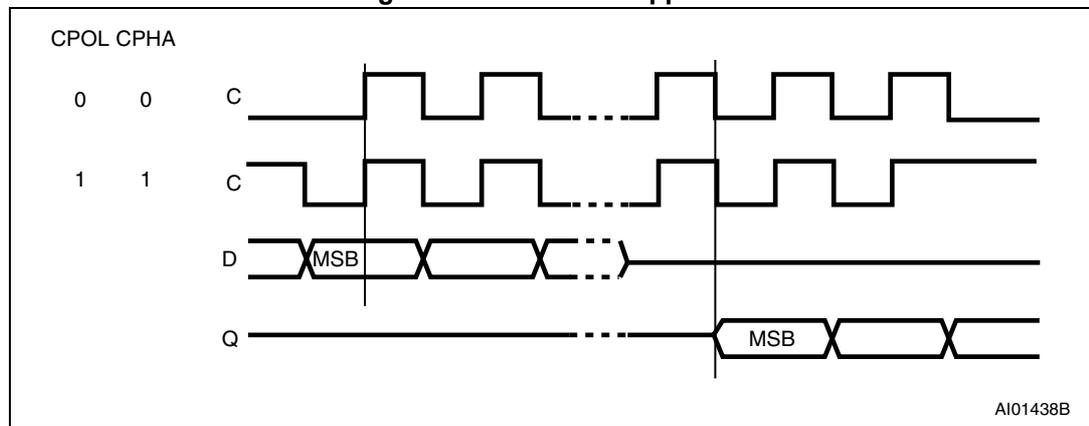 CPOL CPHA
0 0 C
1 1 C
D MSB
Q MSB
AI01438B